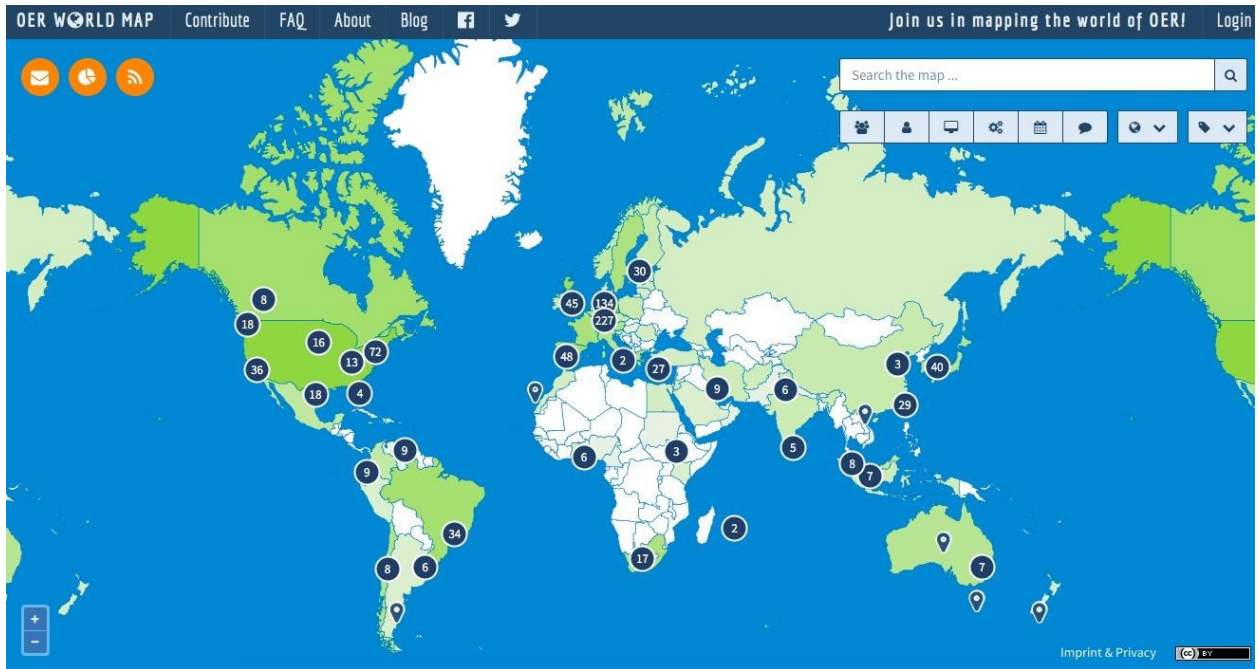 OER WORLD MAP Contribute FAQ About Blog Join us in mapping the world of OER! Login
Search the map ...
30
8 45 134
18 227
16 72
13 48 2 3
36 27 40
18 4 9 6 29
9 6 3 5
9 8 7
34 2
8 6 17 7
+
−
Imprint & Privacy cc BY